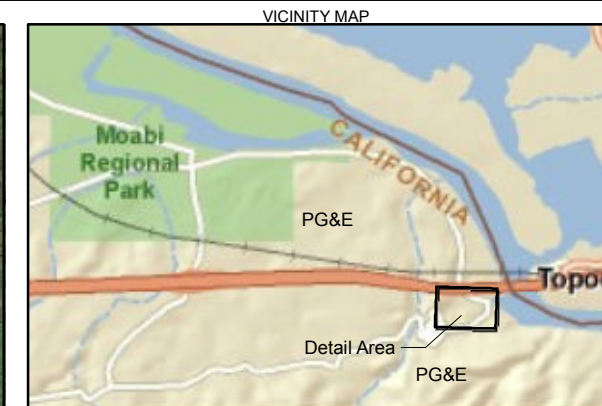 VICINITY MAP
Moabi
Regional
Park
CALIFORNIA
PG&E
Topo
Detail Area
PG&E